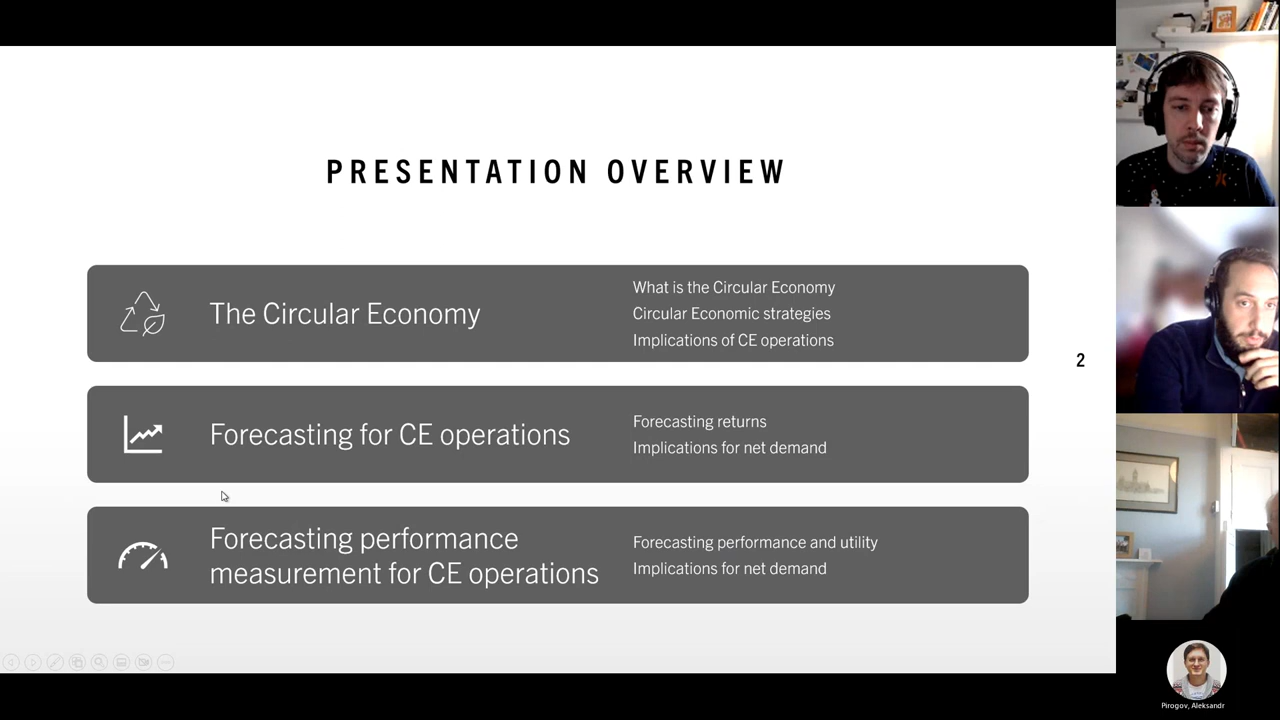 PRESENTATION OVERVIEW
The Circular Economy
What is the Circular Economy
Circular Economic strategies
Implications of CE operations
2
Forecasting for CE operations
Forecasting returns
Implications for net demand
Forecasting performance
measurement for CE operations
Forecasting performance and utility
Implications for net demand
Pirogov, Aleksandr